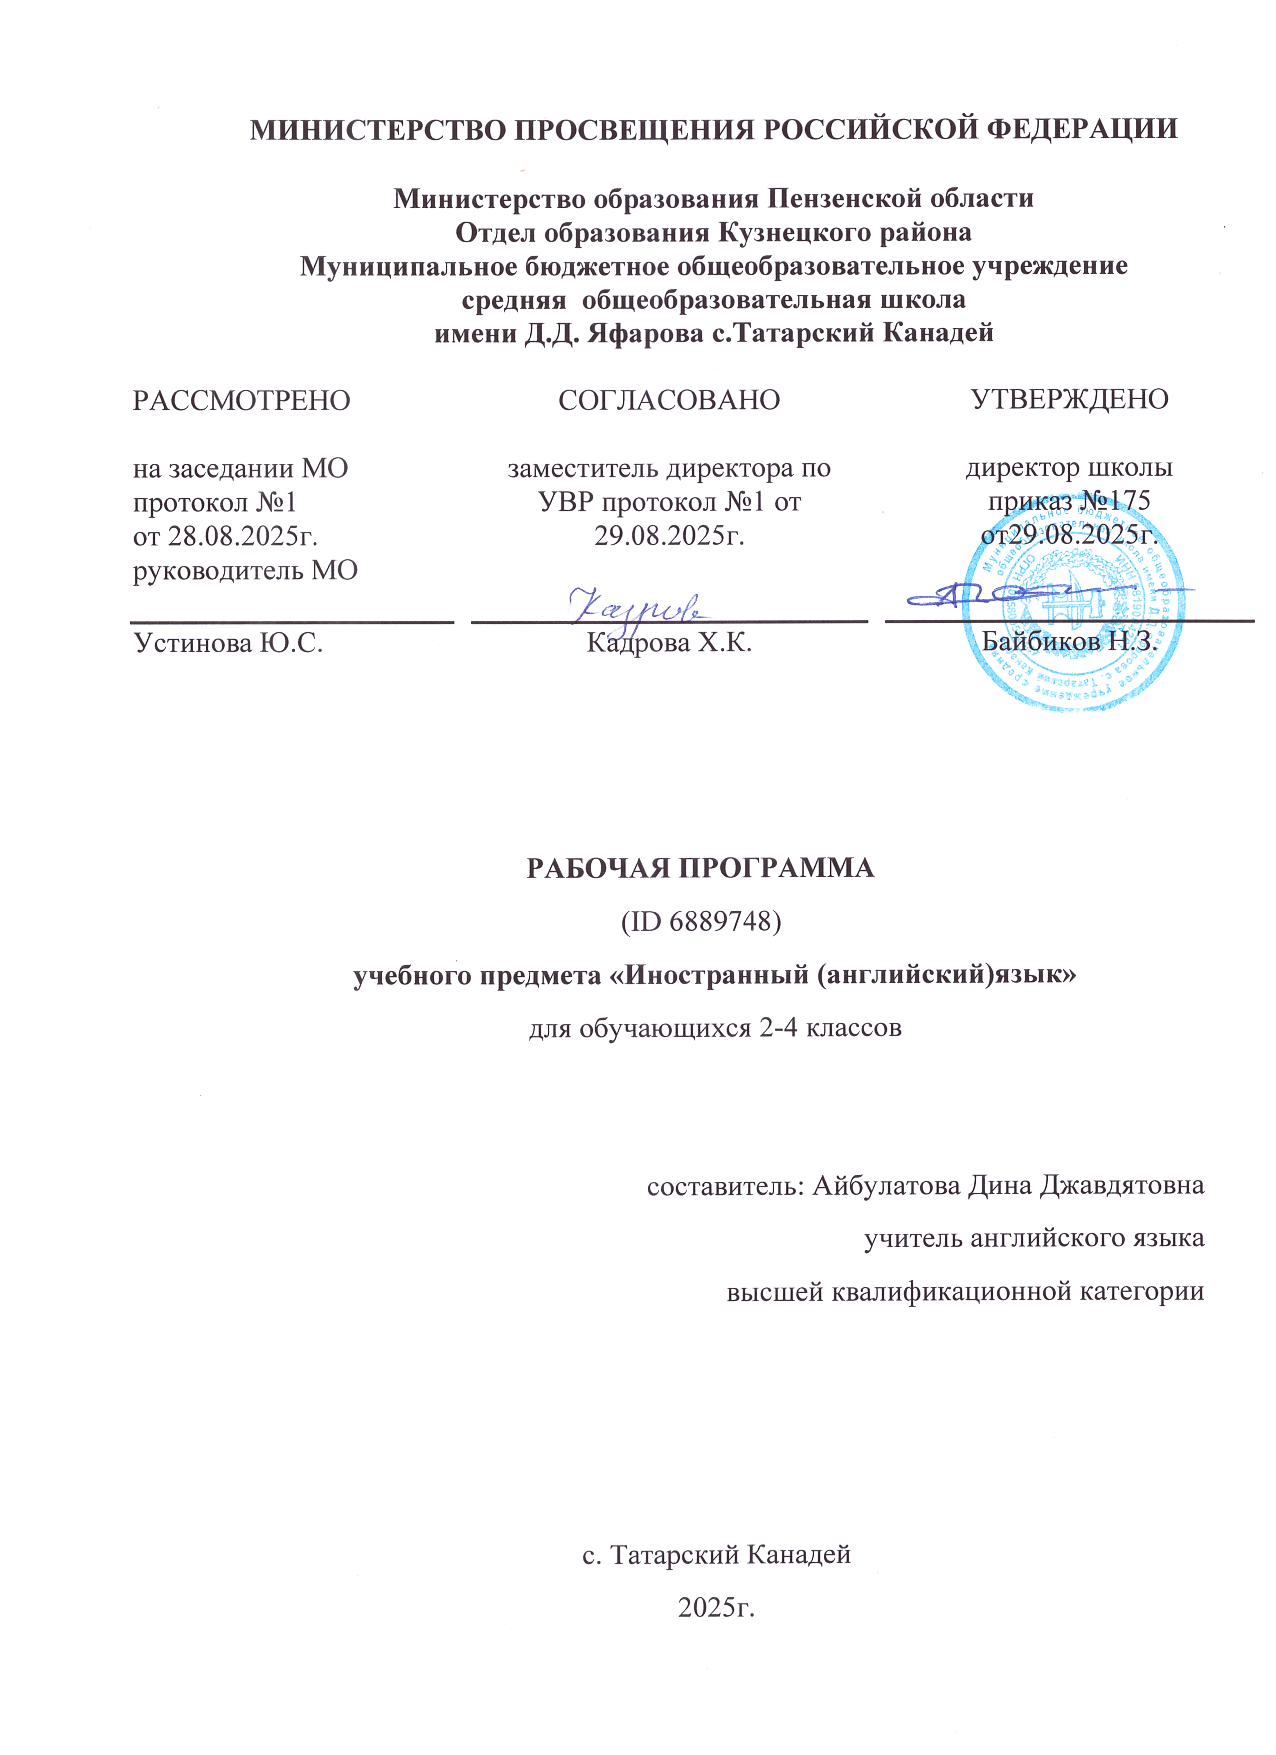 МИНИСТЕРСТВО ПРОСВЕЩЕНИЯ РОССИЙСКОЙ ФЕДЕРАЦИИ
Министерство образования Пензенской области
Отдел образования Кузнецкого района
Муниципальное бюджетное общеобразовательное учреждение
средняя общеобразовательная школа
имени Д.Д. Яфарова с.Татарский Канадей
РАССМОТРЕНО
на заседании МО
протокол №1
от 28.08.2025г.
руководитель МО
Устинова Ю.С.
СОГЛАСОВАНО
заместитель директора по
УВР протокол №1 от
29.08.2025г.
Кадрова Х.К.
УТВЕРЖДЕНО
директор школы
приказ №175
от29.08.2025г.
Байбиков Н.З.
РАБОЧАЯ ПРОГРАММА
(ID 6889748)
учебного предмета «Иностранный (английский)язык»
для обучающихся 2-4 классов
составитель: Айбулатова Дина Джавдятовна
учитель английского языка
высшей квалификационной категории
с. Татарский Канадей
2025г.